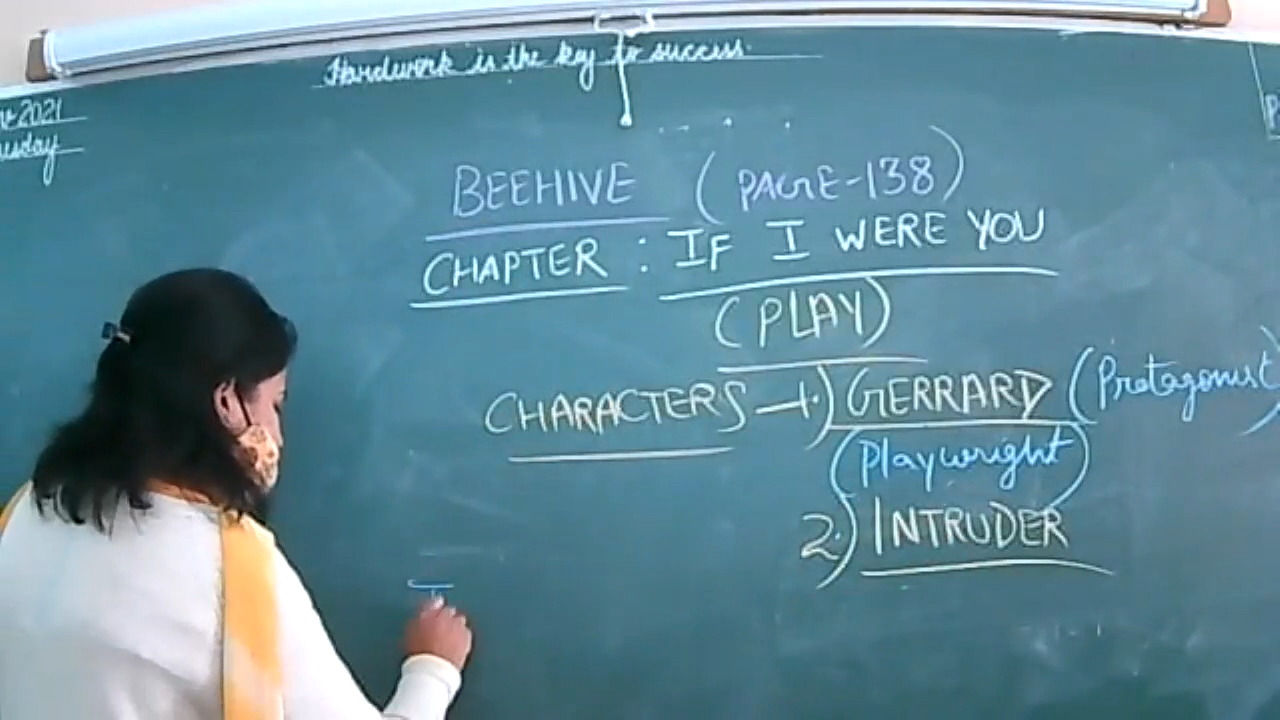 Hardwork is the key to success.
2021
BEEHIVE (PAGE-138)
CHAPTER : IF I WERE YOU
(PLAY)
CHARACTERS - 1.) GERRARD (Protagonist)
(Playwright)
2.) INTRUDER